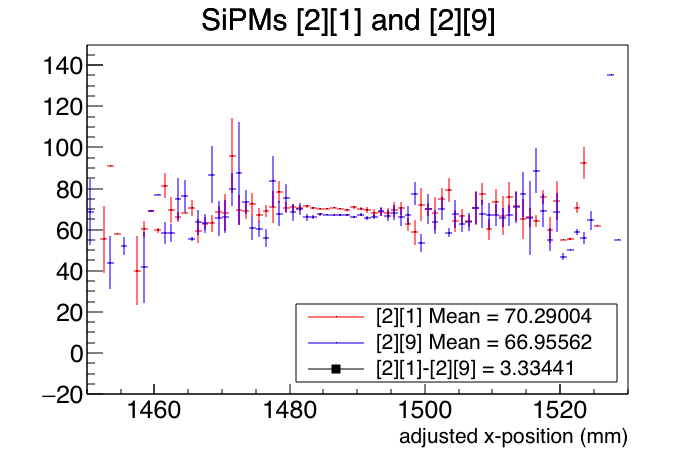 SiPMs [2][1] and [2][9]
140
120
100
80
60
40
20
0
−20
[2][1] Mean = 70.29004
[2][9] Mean = 66.95562
[2][1]-[2][9] = 3.33441
1460 1480 1500 1520
adjusted x-position (mm)